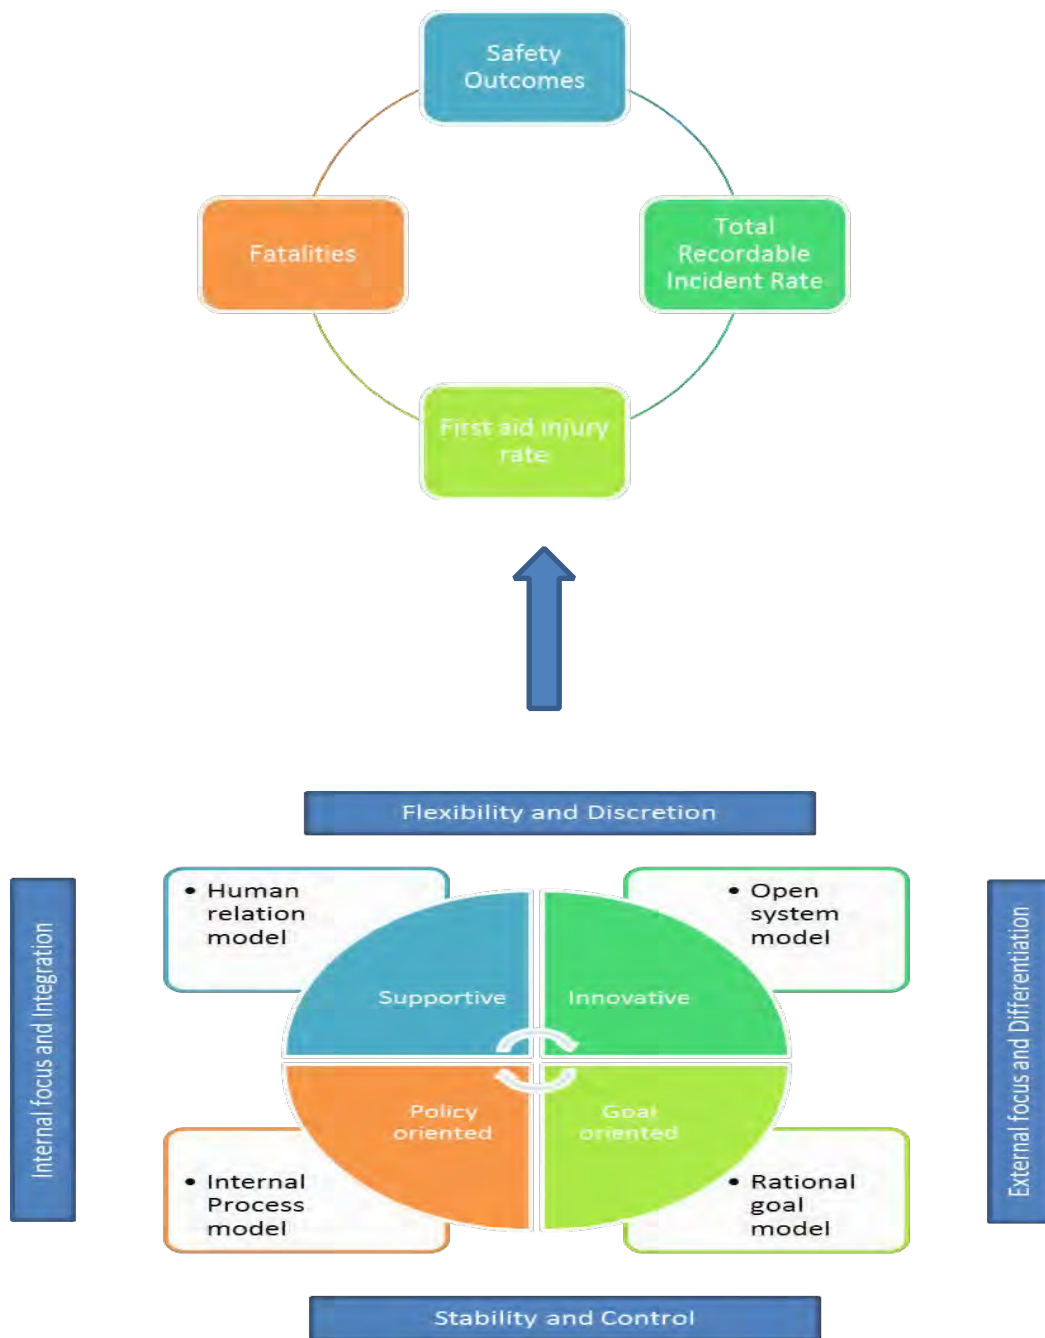 Safety
Outcomes
Fatalities
Total
Recordable
Incident Rate
First aid injury
rate
Flexibility and Discretion
Internal focus and Integration
External focus and Differentiation
• Human
relation
model
• Open
system
model
Supportive
Innovative
Policy
oriented
Goal
oriented
• Internal
Process
model
• Rational
goal
model
Stability and Control